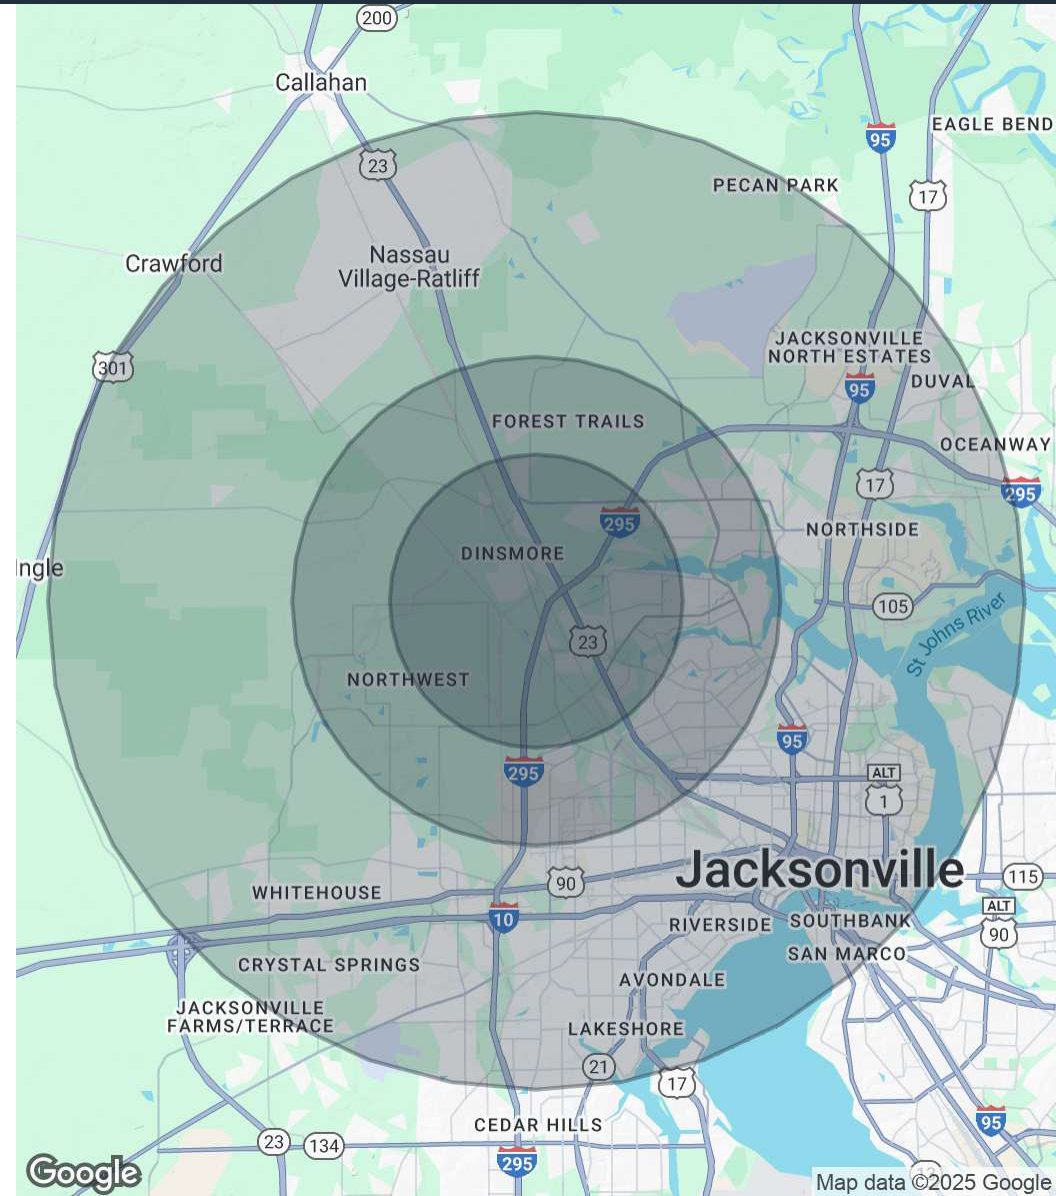 200
Callahan
EAGLE BEND
95
23
PECAN PARK
17
Nassau
Village-Ratliff
Crawford
JACKSONVILLE
NORTH ESTATES
301
95
DUVAL
FOREST TRAILS
OCEANWAY
17
295
295
NORTHSIDE
DINSMORE
ngle
105
St Johns River
23
NORTHWEST
95
295
ALT
1
Jacksonville
90
115
WHITEHOUSE
ALT
10
RIVERSIDE
SOUTHBANK
90
SAN MARCO
CRYSTAL SPRINGS
AVONDALE
JACKSONVILLE
FARMS/TERRACE
LAKESHORE
21
17
CEDAR HILLS
95
23
134
295
Google
Map data ©2025 Google